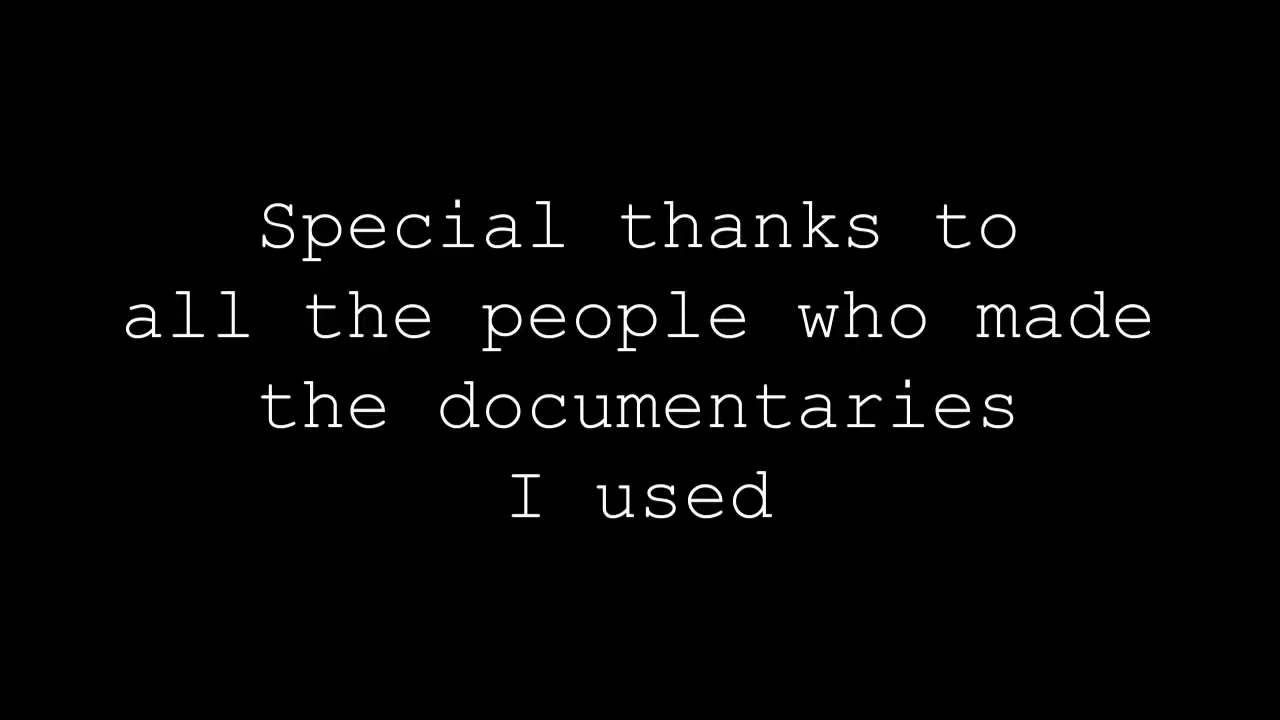 Special thanks to
all the people who made
the documentaries
I used